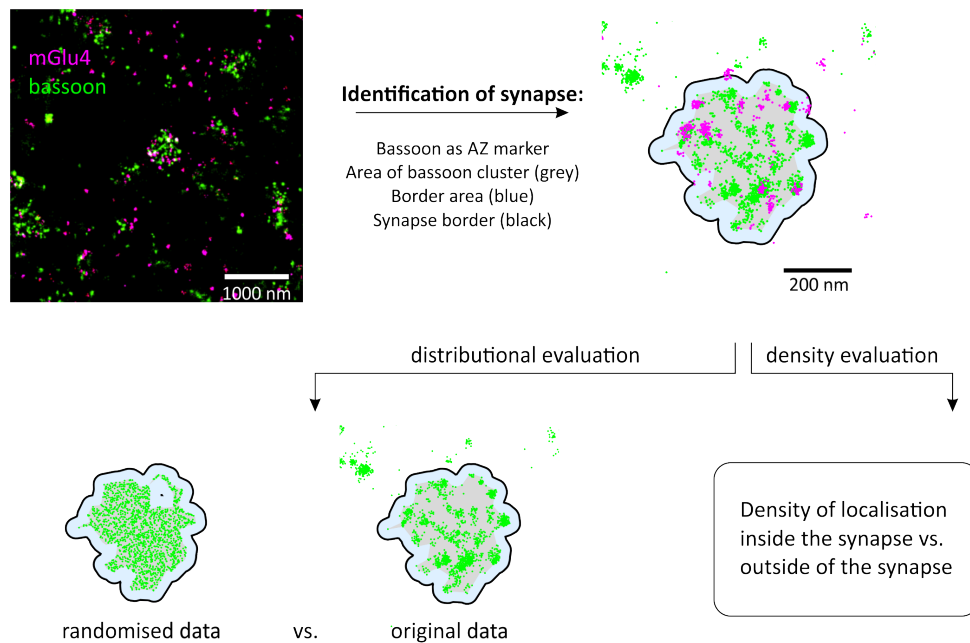 mGlu4
bassoon
1000 nm
Identification of synapse:
Bassoon as AZ marker
Area of bassoon cluster (grey)
Border area (blue)
Synapse border (black)
200 nm
distributional evaluation
density evaluation
Density of localisation
inside the synapse vs.
outside of the synapse
randomised data
vs.
original data